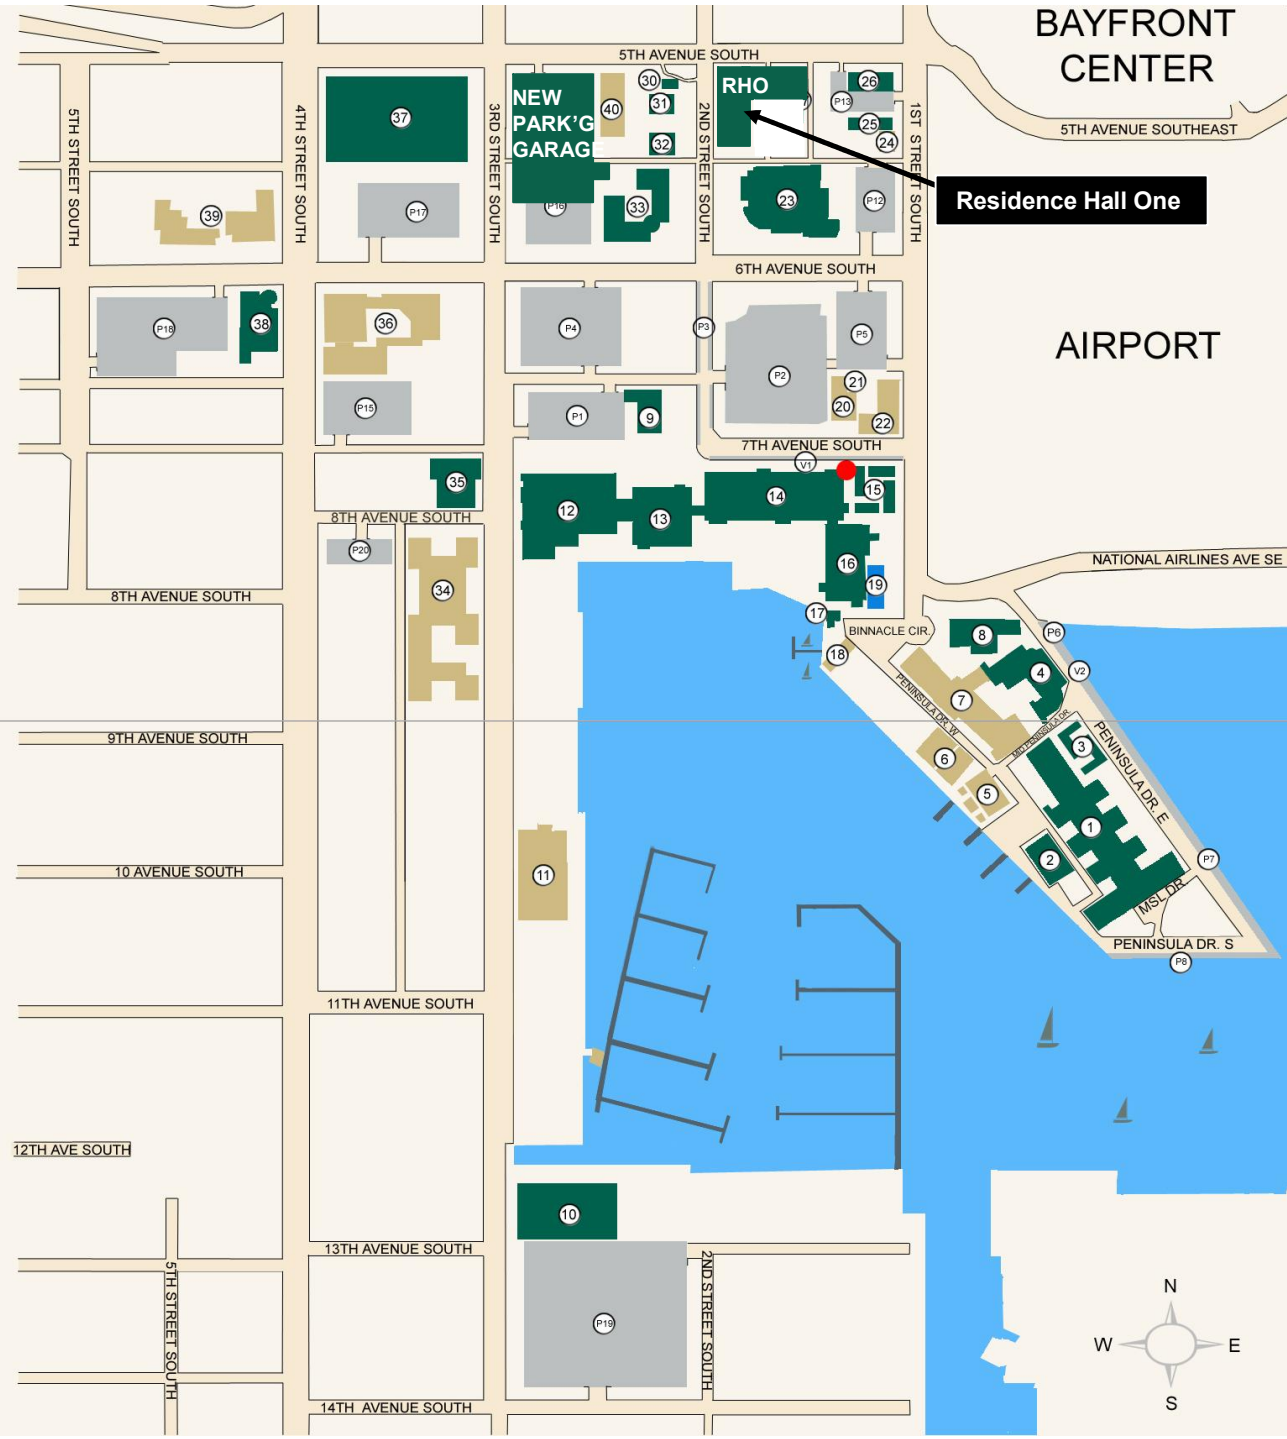 BAYFRONT
CENTER
5TH AVENUE SOUTH
5TH AVENUE SOUTHEAST
5TH STREET SOUTH
4TH STREET SOUTH
3RD STREET SOUTH
2ND STREET SOUTH
1ST STREET SOUTH
37
NEW
PARK'G
GARAGE
40
30
31
32
RHO
P13
26
25
24
Residence Hall One
39
P17
P16
33
23
P12
6TH AVENUE SOUTH
AIRPORT
P18
38
36
P4
P3
P5
P2
21
20
22
P15
P1
9
7TH AVENUE SOUTH
V1
35
12
13
14
15
8TH AVENUE SOUTH
P20
34
16
19
NATIONAL AIRLINES AVE SE
8TH AVENUE SOUTH
17
18
BINNACLE CIR.
8
P6
4
V2
7
PENINSULA DR. W
MID PENINSULA DR
PENINSULA DR. E
3
6
5
9TH AVENUE SOUTH
1
2
P7
MSL DR.
PENINSULA DR. S
P8
10 AVENUE SOUTH
11
11TH AVENUE SOUTH
12TH AVE SOUTH
10
13TH AVENUE SOUTH
5TH STREET SOUTH
2ND STREET SOUTH
P19
14TH AVENUE SOUTH
N
W
E
S